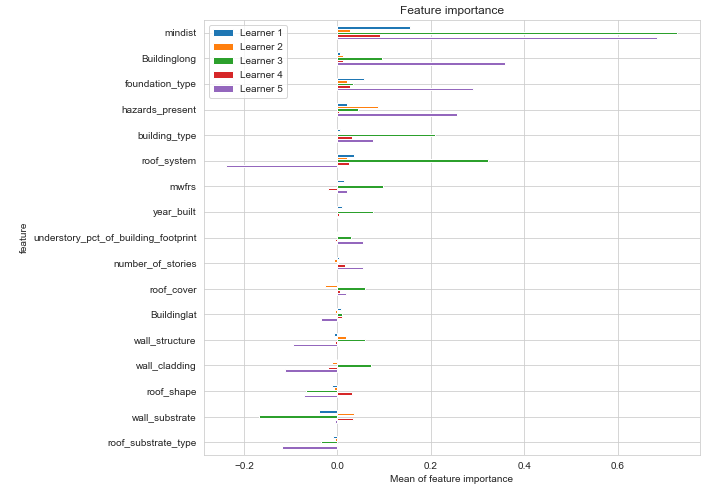 Feature importance
Learner 1
Learner 2
Learner 3
Learner 4
Learner 5
mindist
Buildinglong
foundation_type
hazards_present
building_type
roof_system
mwfrs
year_built
understory_pct_of_building_footprint
number_of_stories
roof_cover
Buildinglat
wall_structure
wall_cladding
roof_shape
wall_substrate
roof_substrate_type
feature
−0.2 0.0 0.2 0.4 0.6
Mean of feature importance